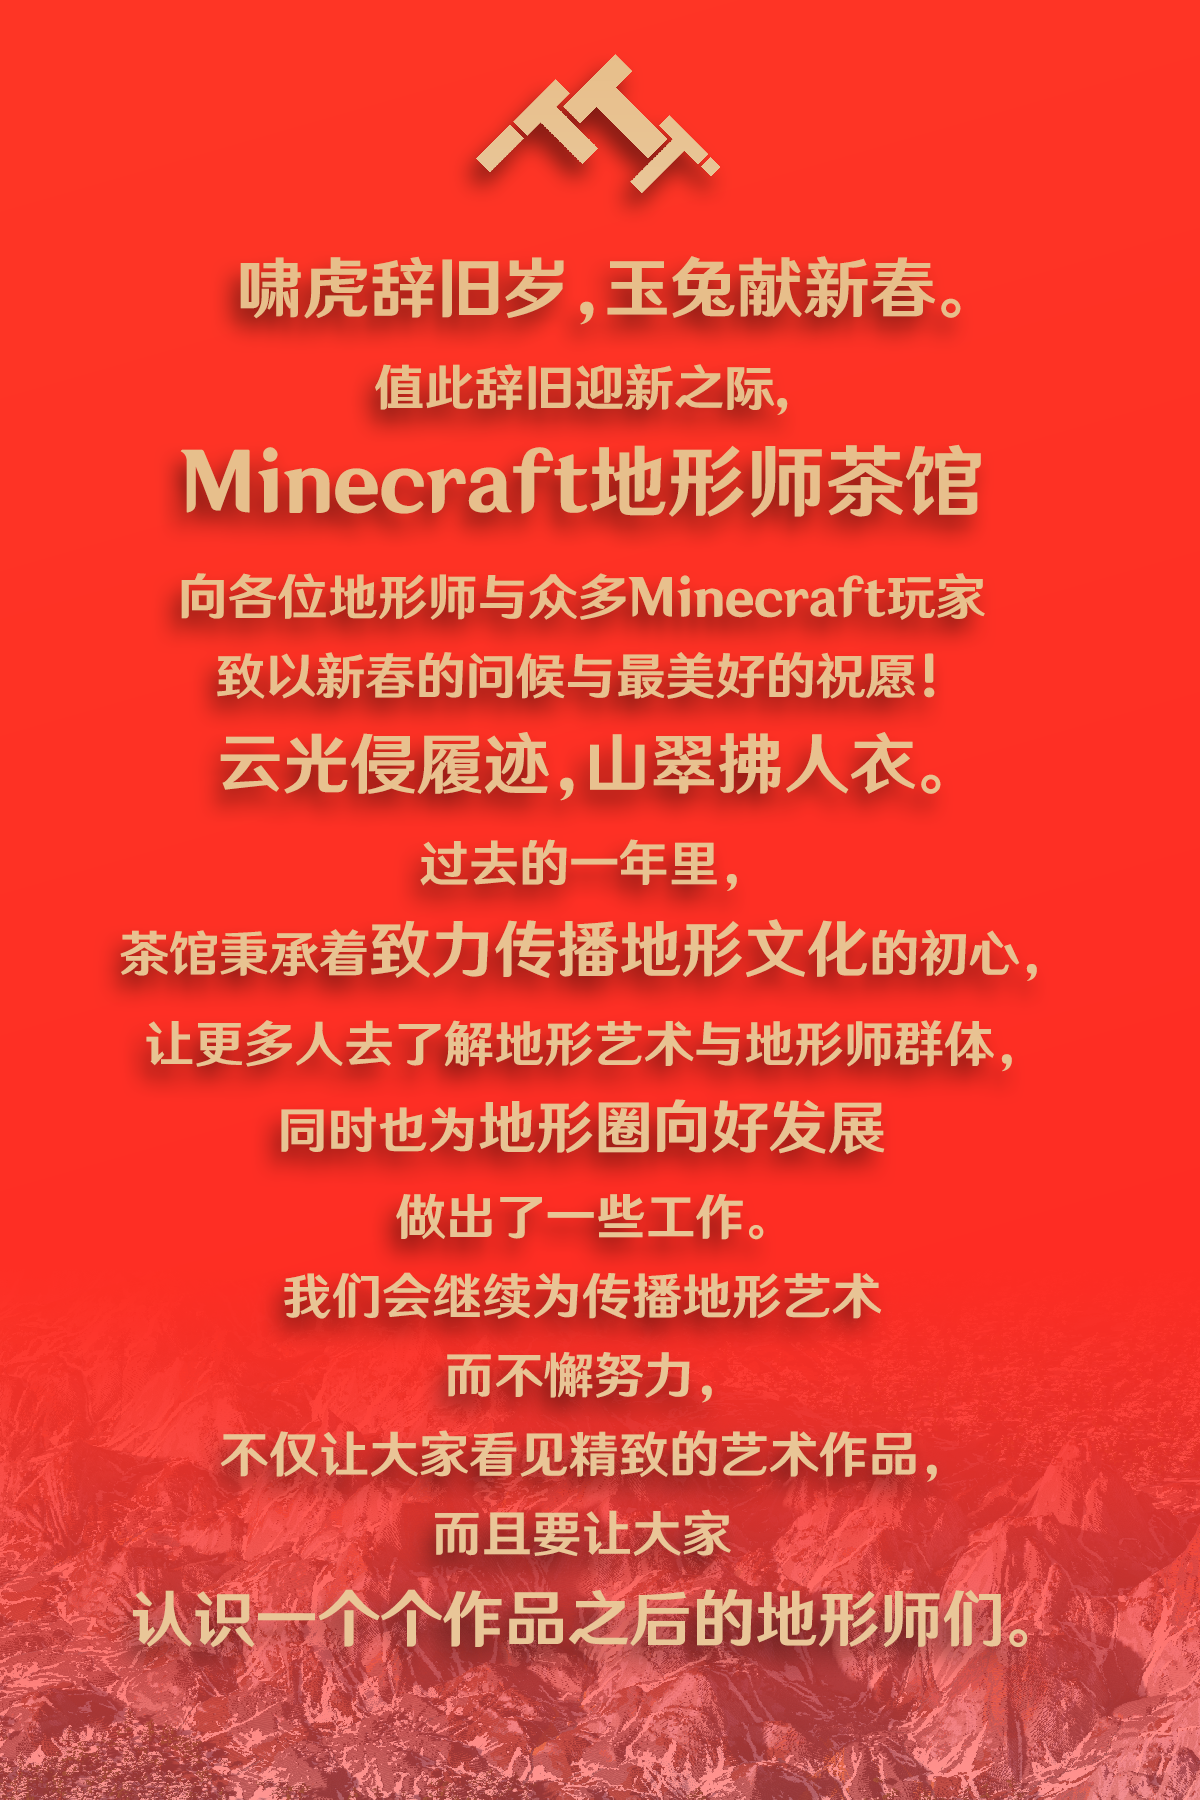 啸虎辞旧岁，玉兔献新春。
值此辞旧迎新之际，
Minecraft地形师茶馆
向各位地形师与众多Minecraft玩家
致以新春的问候与最美好的祝愿！
云光侵履迹，山翠拂人衣。
过去的一年里，
茶馆秉承着致力传播地形文化的初心，
让更多人去了解地形艺术与地形师群体，
同时也为地形圈向好发展
做出了一些工作。
我们会继续为传播地形艺术
而不懈努力，
不仅让大家看见精致的艺术作品，
而且要让大家
认识一个个作品之后的地形师们。